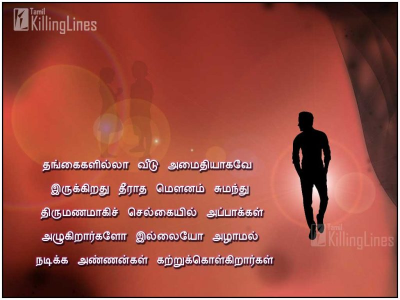 Tamil
KillingLines
தங்கைகளில்லா வீடு அமைதியாகவே
இருக்கிறது தீராத மௌனம் சுமந்து
திருமணமாகிச் செல்கையில் அப்பாக்கள்
அழுகிறார்களோ இல்லையோ அழாமல்
நடிக்க அண்ணன்கள் கற்றுக்கொள்கிறார்கள்
Tamil
KillingLines